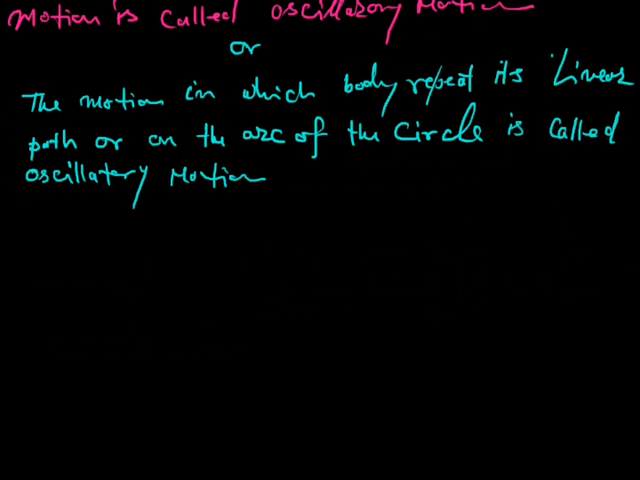 Motion is called oscillatory Motion
or
The motion in which body repeat its Linear
path or on the arc of the circle is called
oscillatory Motion